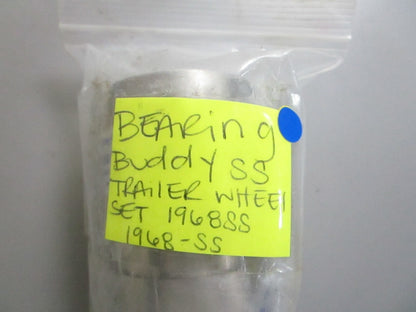 BEARING
Buddy SS
TRAILER WHEEL
SET 1968SS
1968-SS